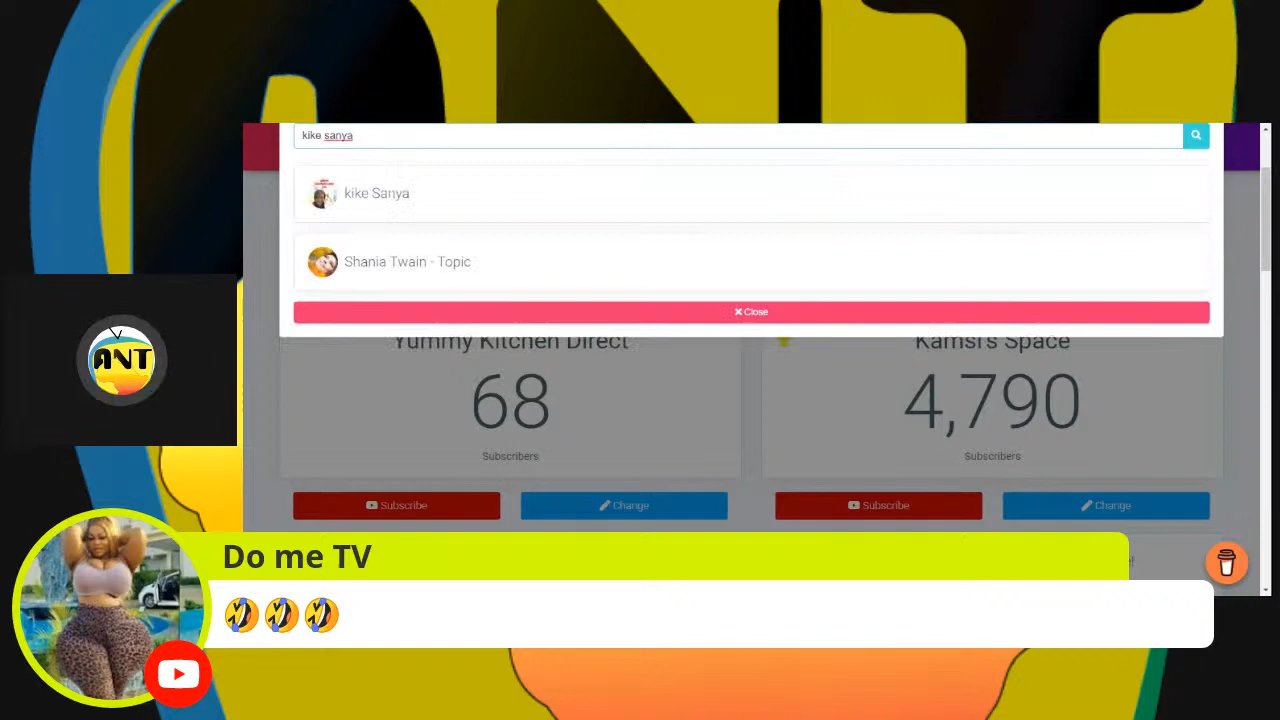 ANT
kike sanya
kike Sanya
Shania Twain - Topic
Close
Yummy Kitchen Direct
Kamsi's Space
68
4,790
Subscribers
Subscribers
Subscribe
Change
Subscribe
Change
ANT
Do me TV
🤣🤣🤣